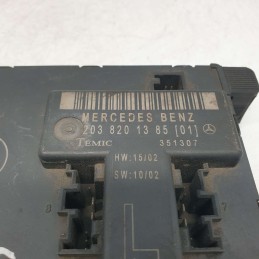 MERCEDES BENZ
203 820 13 85 [01]
TEMIC 351307
HW:15/02
SW:10/02
L